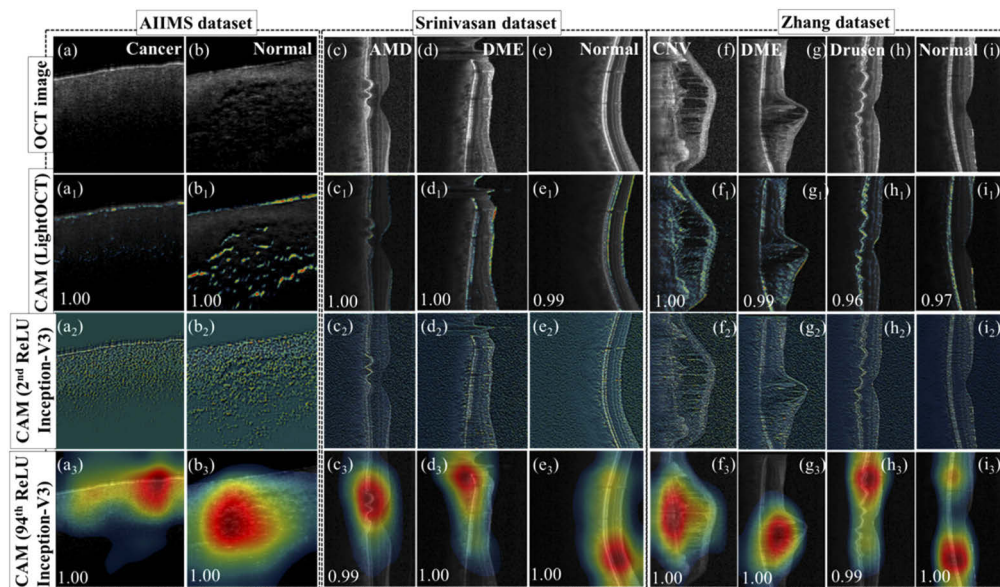 AIIMS dataset Srinivasan dataset Zhang dataset
OCT image
(a) Cancer (b) Normal (c) AMD (d) DME (e) Normal CNV (f) DME (g) Drusen (h) Normal (i)
CAM (LightOCT)
(a₁) (b₁) (c₁) (d₁) (e₁) (f₁) (g₁) (h₁) (i₁)
1.00 1.00 1.00 1.00 0.99 1.00 0.99 0.96 0.97
CAM (2ⁿᵈ ReLU
Inception-V3)
(a₂) (b₂) (c₂) (d₂) (e₂) (f₂) (g₂) (h₂) (i₂)
CAM (94ᵗʰ ReLU
Inception-V3)
(a₃) (b₃) (c₃) (d₃) (e₃) (f₃) (g₃) (h₃) (i₃)
1.00 1.00 0.99 1.00 1.00 1.00 1.00 0.99 1.00